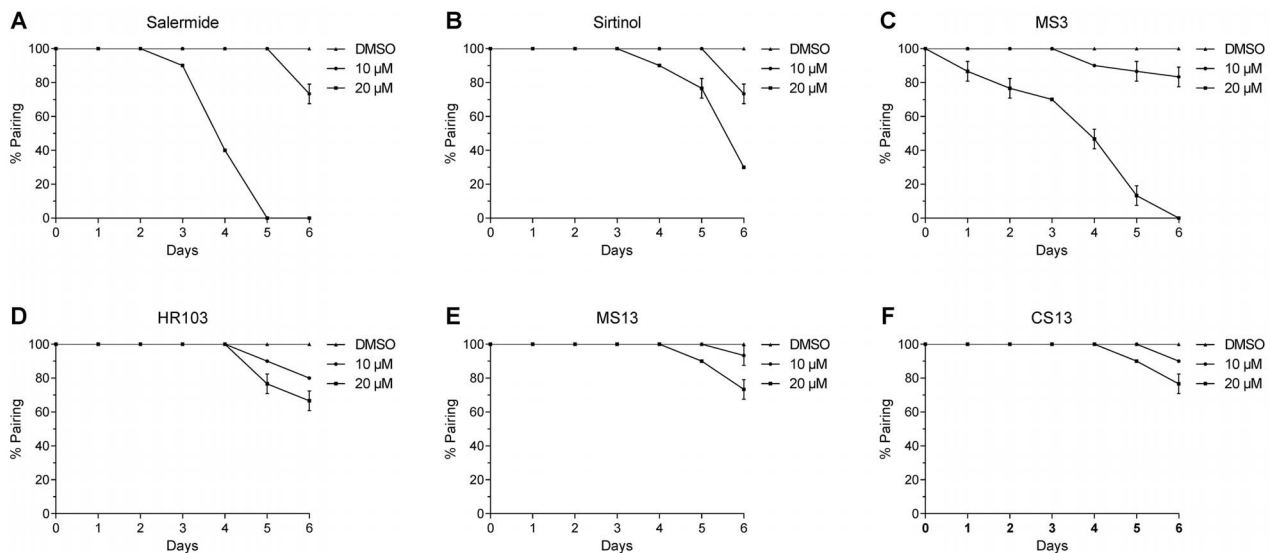 A
Salermide
% Pairing
100
80
60
40
20
0
0 1 2 3 4 5 6
Days
DMSO
10 µM
20 µM
B
Sirtinol
% Pairing
100
80
60
40
20
0
0 1 2 3 4 5 6
Days
DMSO
10 µM
20 µM
C
MS3
% Pairing
100
80
60
40
20
0
0 1 2 3 4 5 6
Days
DMSO
10 µM
20 µM
D
HR103
% Pairing
100
80
60
40
20
0
0 1 2 3 4 5 6
Days
DMSO
10 µM
20 µM
E
MS13
% Pairing
100
80
60
40
20
0
0 1 2 3 4 5 6
Days
DMSO
10 µM
20 µM
F
CS13
% Pairing
100
80
60
40
20
0
0 1 2 3 4 5 6
Days
DMSO
10 µM
20 µM